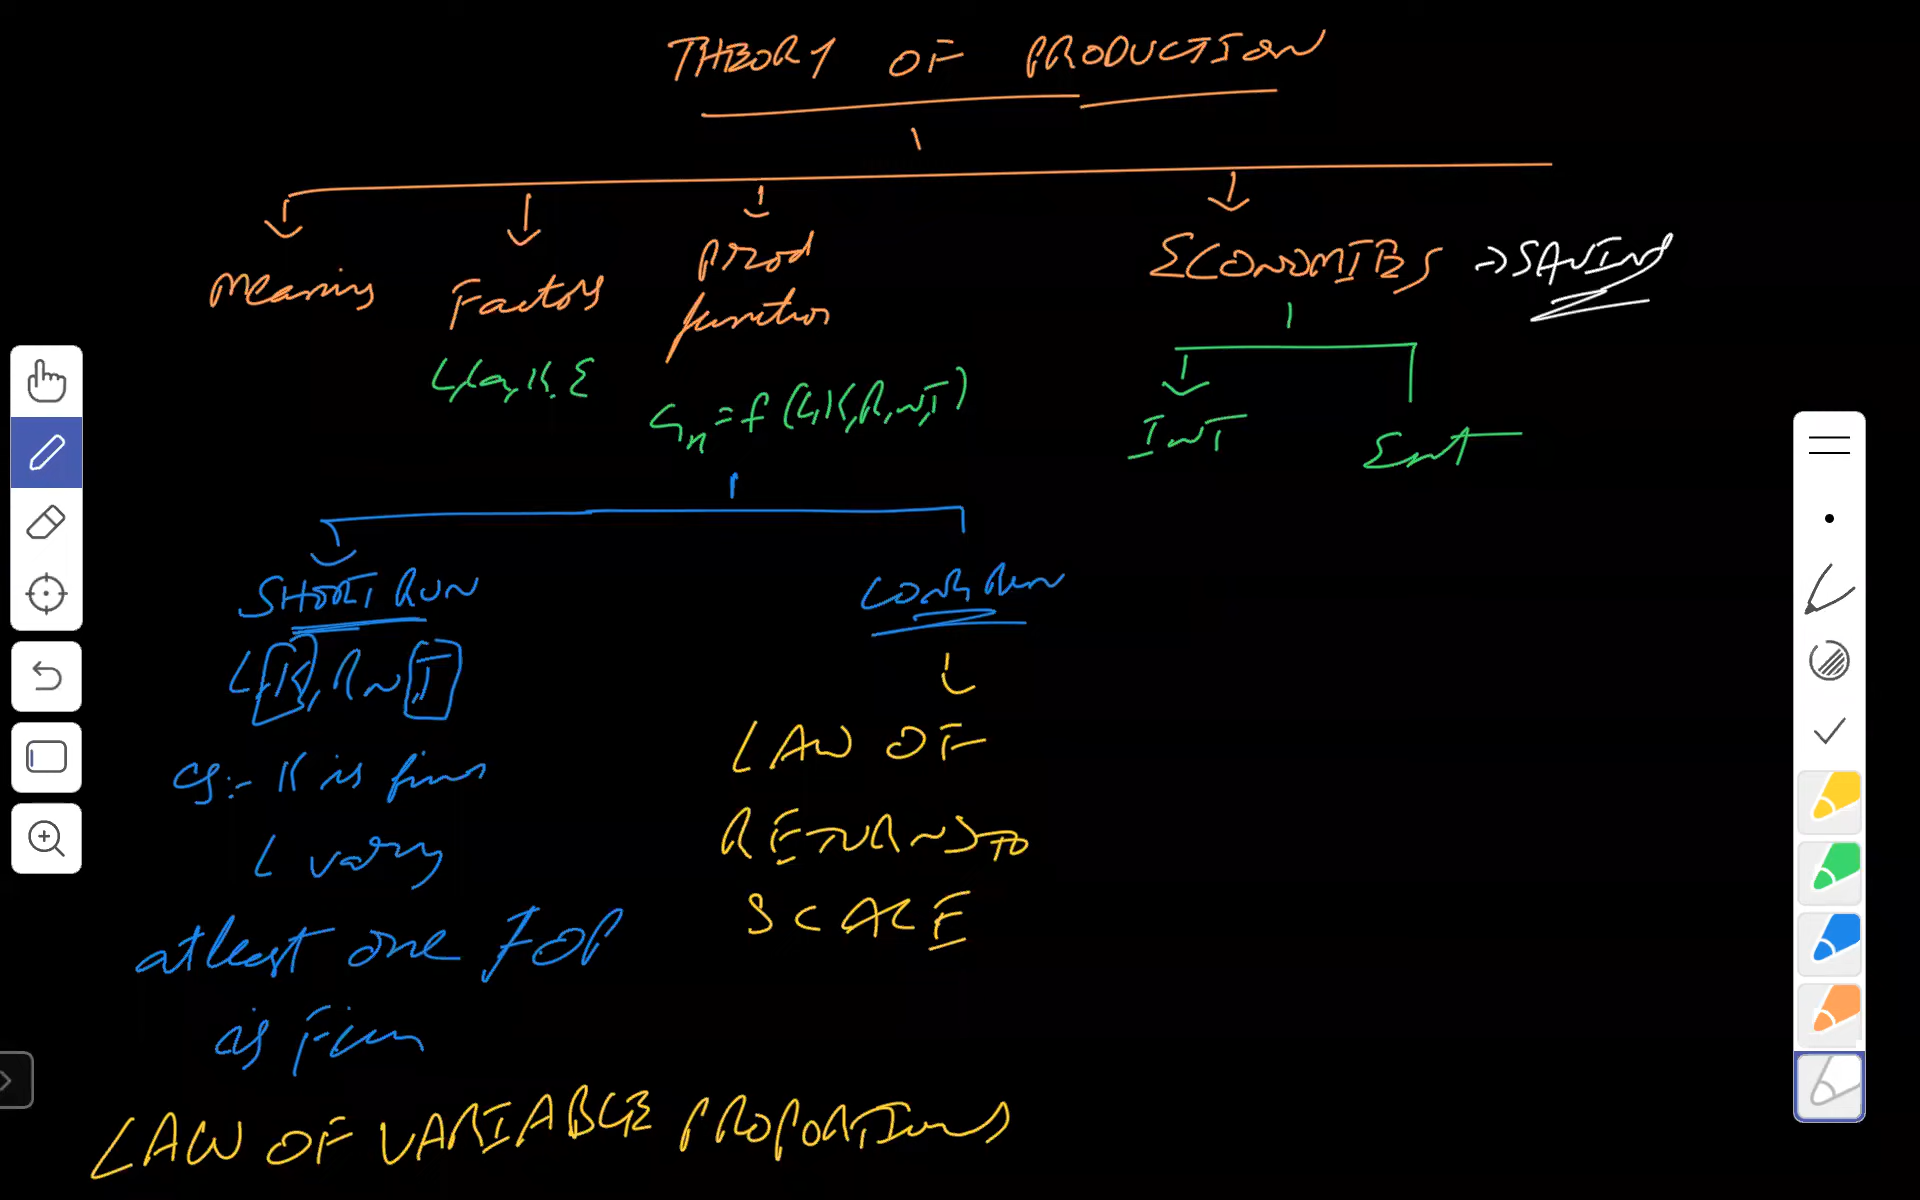 THEORY OF PRODUCTION
Meaning
Factors
L, La, K, E
Prod
function
Gn = f (L, K, R, N, T)
ECONOMIES → SAVING
INT
Ext
SHORT RUN
L, K, R N, T
eg:- K is fixed
L vary
atleast one FOP
is Fixed
LONG Run
LAW OF
RETURNS TO
SCALE
LAW OF VARIABLE PROPORTIONS